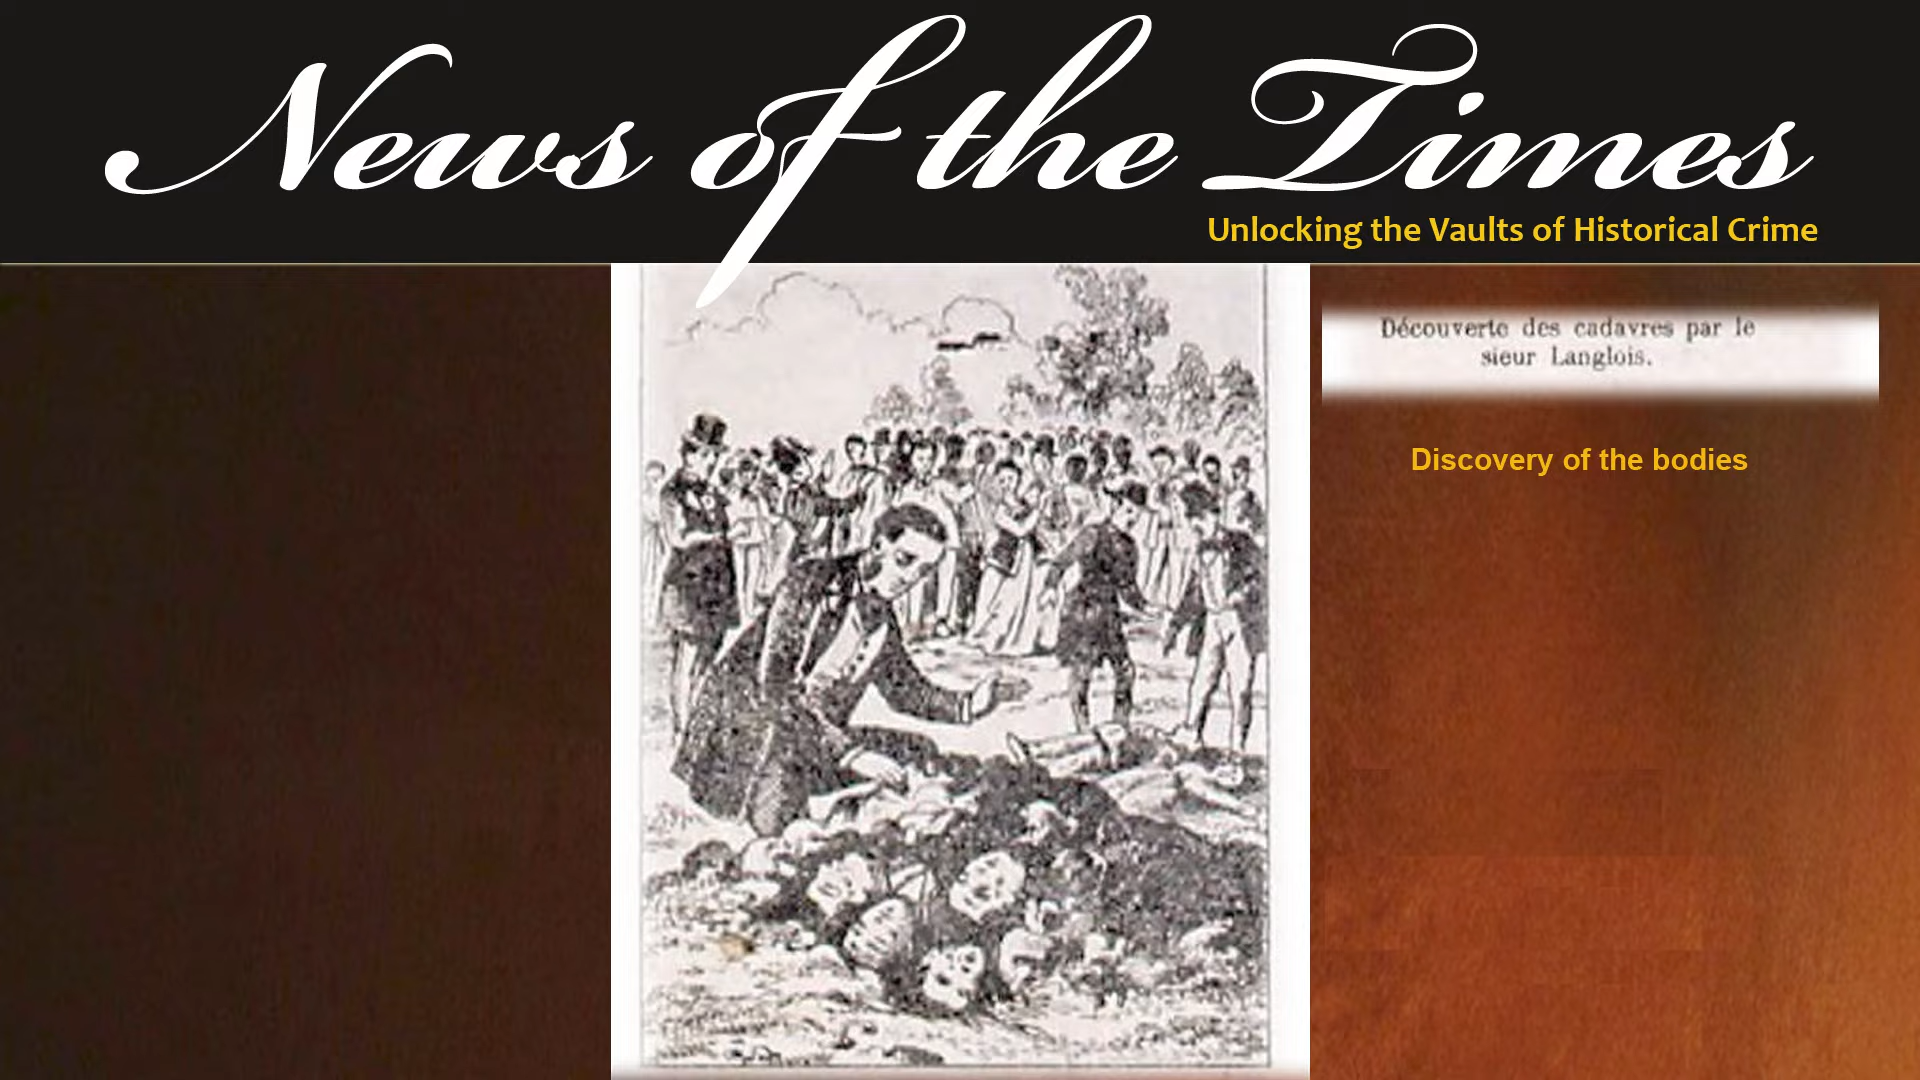 News of the Times
Unlocking the Vaults of Historical Crime
Découverte des cadavres par le
sieur Langlois.
Discovery of the bodies